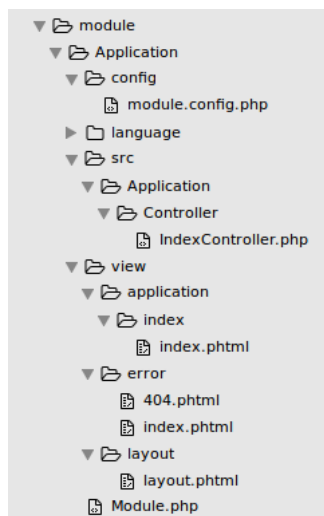 module
Application
config
module.config.php
language
src
Application
Controller
IndexController.php
view
application
index
index.phtml
error
404.phtml
index.phtml
layout
layout.phtml
Module.php